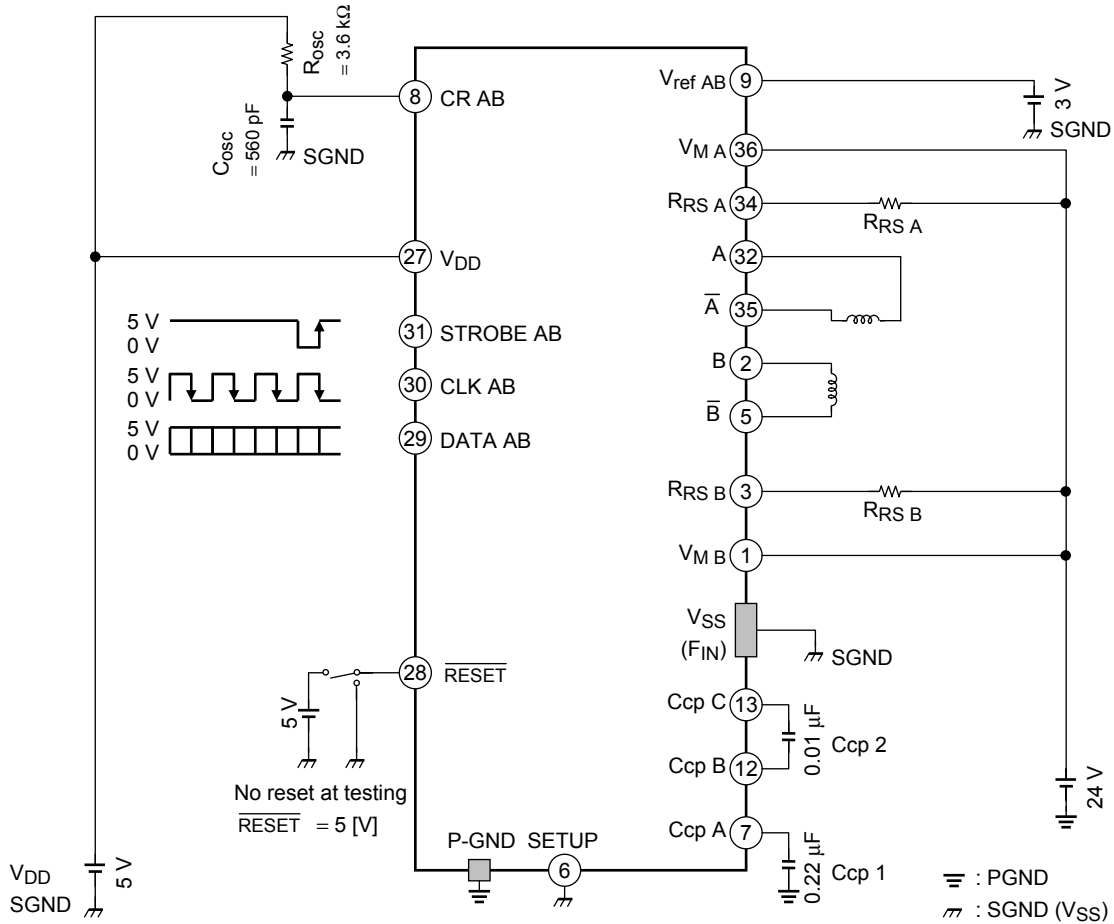 Rosc
= 3.6 kΩ
Cosc
= 560 pF
SGND
8
CR AB
27
VDD
5 V
0 V
31
STROBE AB
5 V
0 V
30
CLK AB
5 V
0 V
29
DATA AB
28
RESET
5 V
No reset at testing
RESET = 5 [V]
VDD
SGND
5 V
P-GND
SETUP
6
Vref AB
9
3 V
SGND
VM A
36
RRS A
34
RRS A
A
32
A̅
35
B
2
B̅
5
RRS B
3
RRS B
VM B
1
VSS
(FIN)
SGND
Ccp C
13
0.01 µF
Ccp 2
Ccp B
12
Ccp A
7
0.22 µF
Ccp 1
24 V
: PGND
: SGND (VSS)